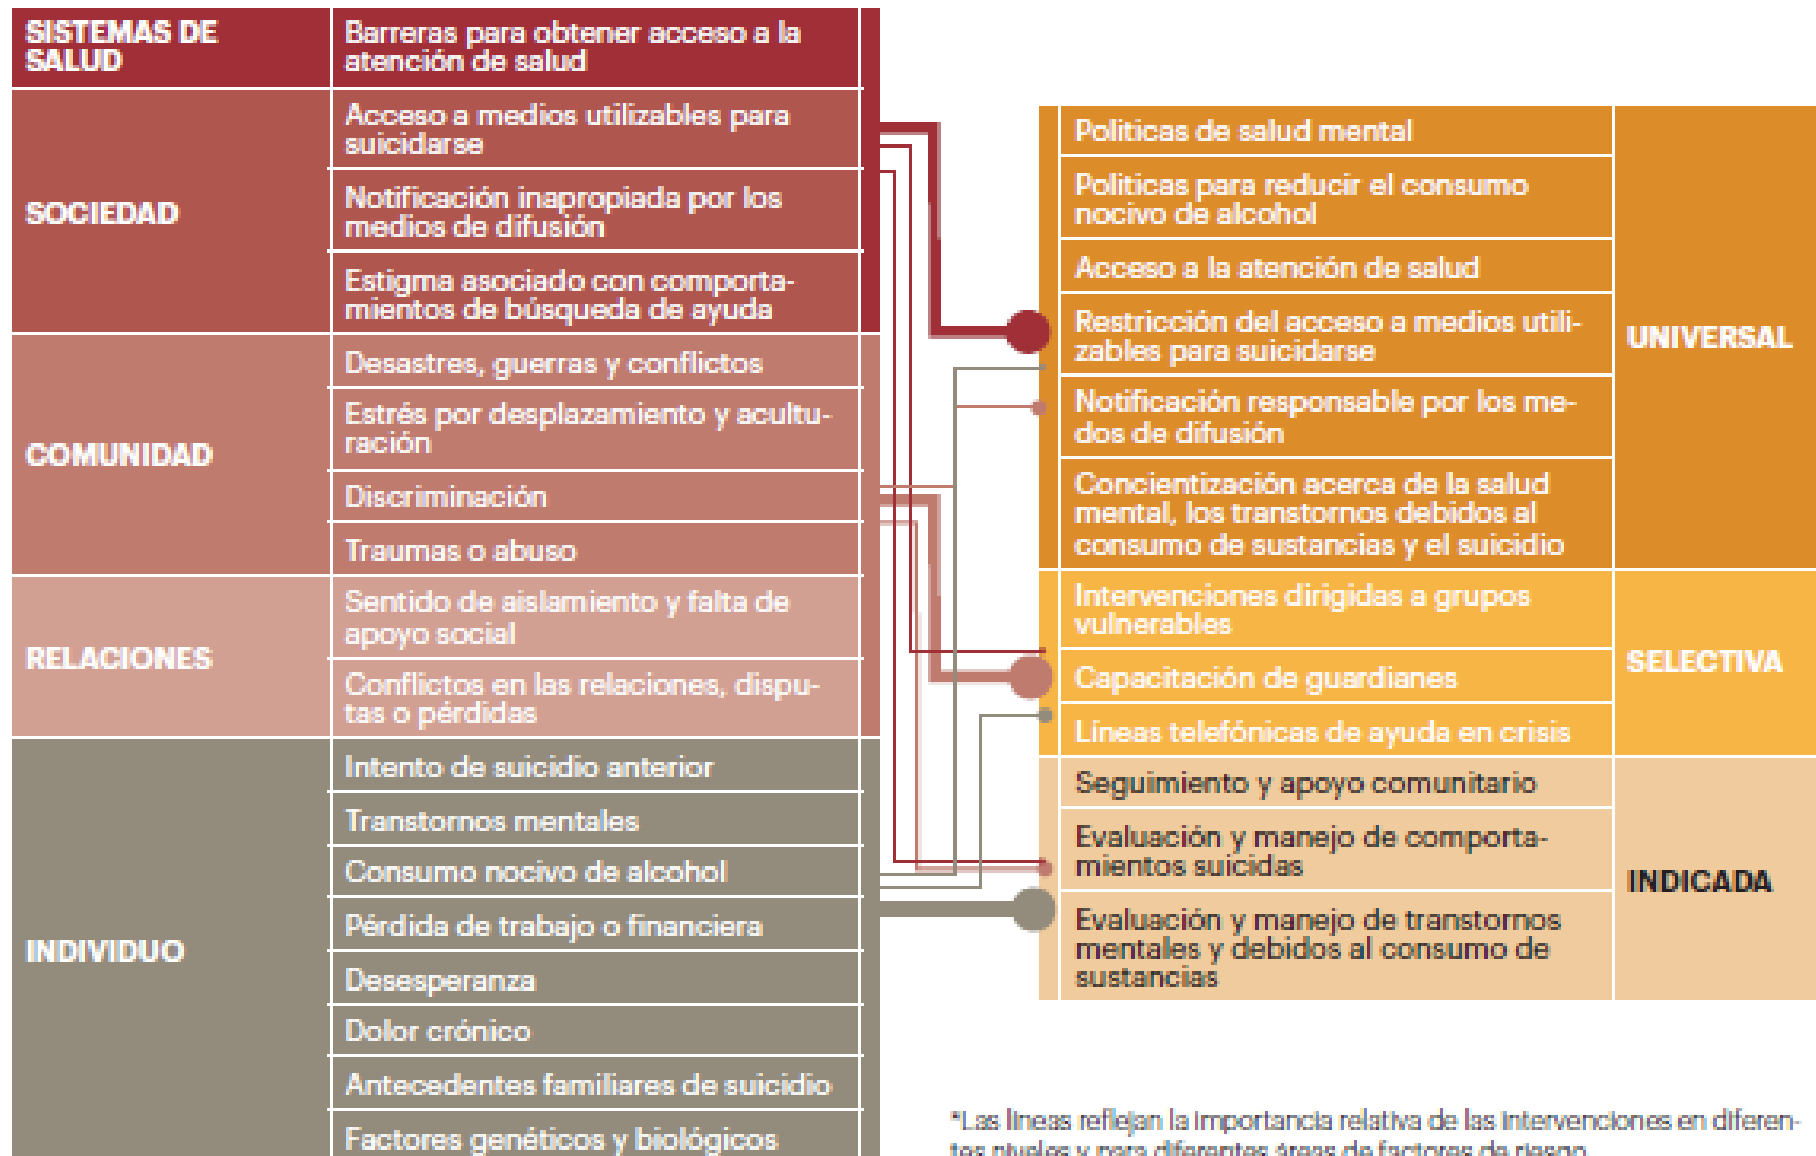 SISTEMAS DE
SALUD
Barreras para obtener acceso a la
atención de salud
SOCIEDAD
Acceso a medios utilizables para
suicidarse
Notificación inapropiada por los
medios de difusión
Estigma asociado con comporta-
mientos de búsqueda de ayuda
COMUNIDAD
Desastres, guerras y conflictos
Estrés por desplazamiento y acultu-
ración
Discriminación
Traumas o abuso
RELACIONES
Sentido de aislamiento y falta de
apoyo social
Conflictos en las relaciones, dispu-
tas o pérdidas
INDIVIDUO
Intento de suicidio anterior
Transtornos mentales
Consumo nocivo de alcohol
Pérdida de trabajo o financiera
Desesperanza
Dolor crónico
Antecedentes familiares de suicidio
Factores genéticos y biológicos
Politicas de salud mental
Politicas para reducir el consumo
nocivo de alcohol
Acceso a la atención de salud
Restricción del acceso a medios utili-
zables para suicidarse
Notificación responsable por los me-
dos de difusión
Concientización acerca de la salud
mental, los transtornos debidos al
consumo de sustancias y el suicidio
UNIVERSAL
Intervenciones dirigidas a grupos
vulnerables
Capacitación de guardianes
Líneas telefónicas de ayuda en crisis
SELECTIVA
Seguimiento y apoyo comunitario
Evaluación y manejo de comporta-
mientos suicidas
Evaluación y manejo de transtornos
mentales y debidos al consumo de
sustancias
INDICADA
*Las líneas reflejan la importancia relativa de las intervenciones en diferen-
tes niveles y para diferentes áreas de factores de riesgo